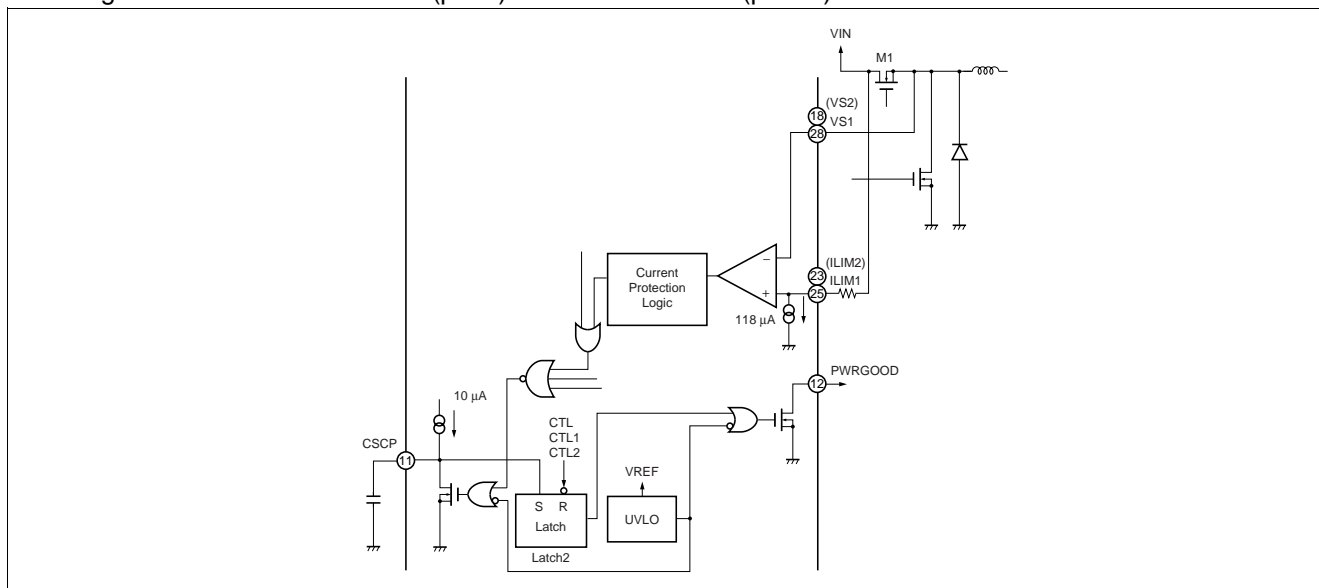 VIN
M1
(VS2)
18
VS1
28
(ILIM2)
23
ILIM1
25
Current
Protection
Logic
−
+
118 μA
PWRGOOD
12
10 μA
CTL
CTL1
CTL2
CSCP
11
VREF
S R
Latch
UVLO
Latch2